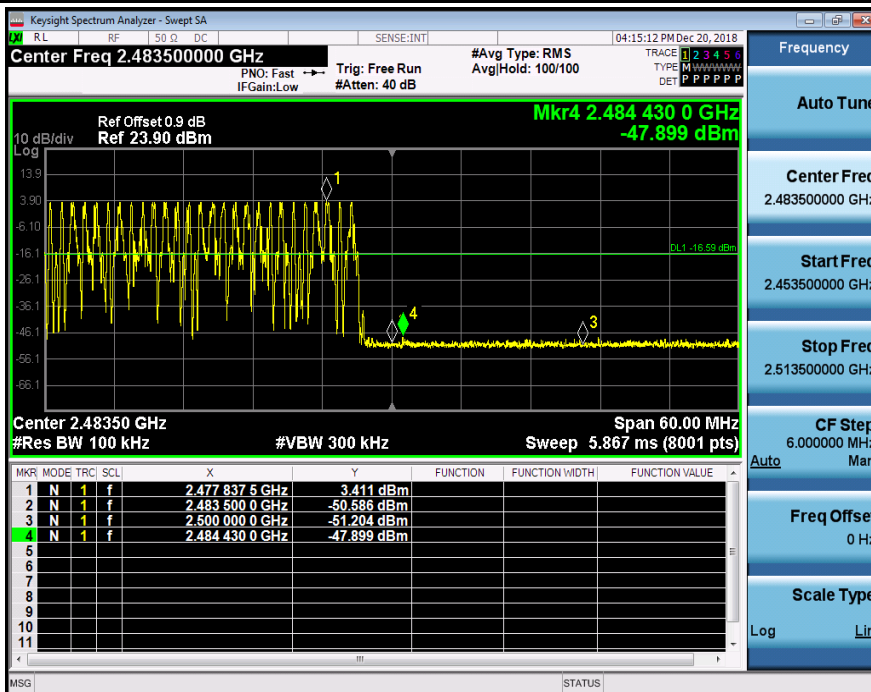 Keysight Spectrum Analyzer - Swept SA
LXI RL RF 50 Ω DC SENSE:INT 04:15:12 PM Dec 20, 2018
Center Freq 2.483500000 GHz
PNO: Fast
IFGain:Low
Trig: Free Run
#Atten: 40 dB
#Avg Type: RMS
Avg|Hold: 100/100
TRACE 1 2 3 4 5 6
TYPE M W W W W W
DET P P P P P P
Ref Offset 0.9 dB
10 dB/div Ref 23.90 dBm
Log
Mkr4 2.484 430 0 GHz
-47.899 dBm
13.9
3.90
-6.10
-16.1
-26.1
-36.1
-46.1
-56.1
-66.1
1
DL1 -16.59 dBm
4
3
Center 2.48350 GHz Span 60.00 MHz
#Res BW 100 kHz #VBW 300 kHz Sweep 5.867 ms (8001 pts)
MKR MODE TRC SCL X Y FUNCTION FUNCTION WIDTH FUNCTION VALUE
1 N 1 f 2.477 837 5 GHz 3.411 dBm
2 N 1 f 2.483 500 0 GHz -50.586 dBm
3 N 1 f 2.500 000 0 GHz -51.204 dBm
4 N 1 f 2.484 430 0 GHz -47.899 dBm
5
6
7
8
9
10
11
MSG STATUS
Frequency
Auto Tune
Center Freq
2.483500000 GHz
Start Freq
2.453500000 GHz
Stop Freq
2.513500000 GHz
CF Step
6.000000 MHz
Auto Man
Freq Offset
0 Hz
Scale Type
Log Lin